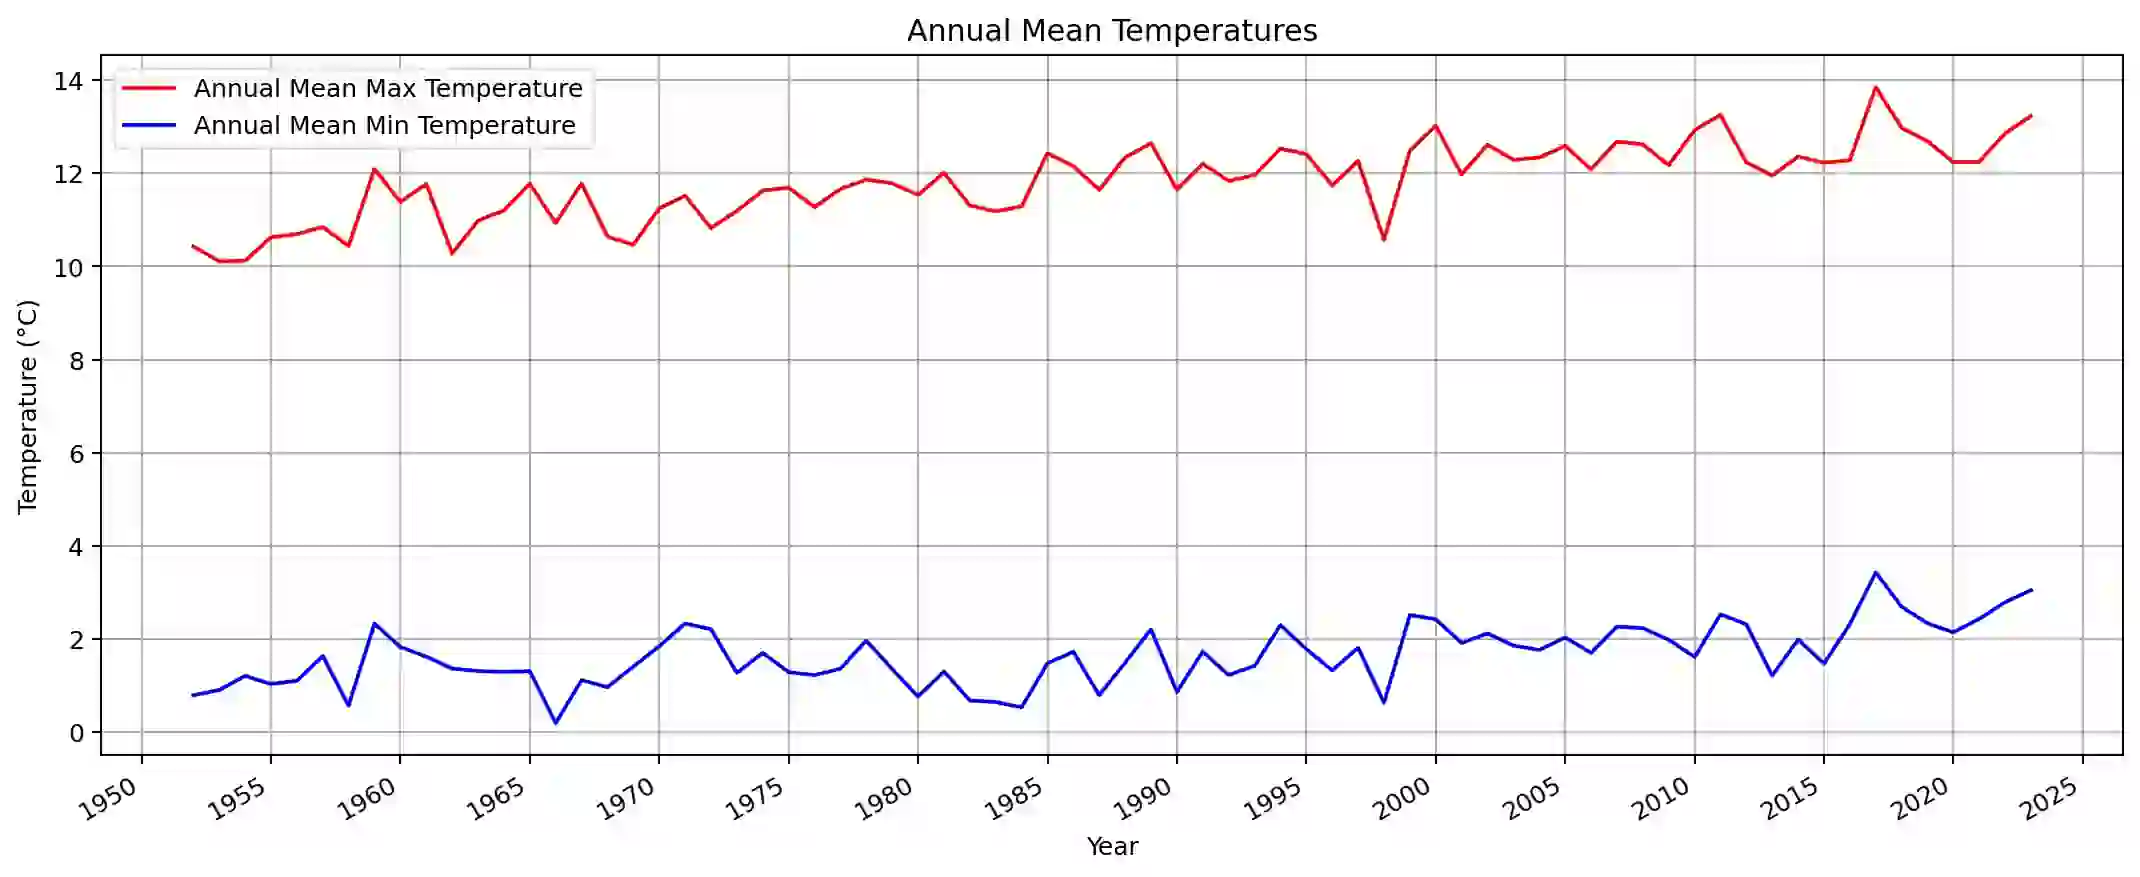 Annual Mean Temperatures
Annual Mean Max Temperature
Annual Mean Min Temperature
Temperature (°C)
14
12
10
8
6
4
2
0
1950 1955 1960 1965 1970 1975 1980 1985 1990 1995 2000 2005 2010 2015 2020 2025
Year